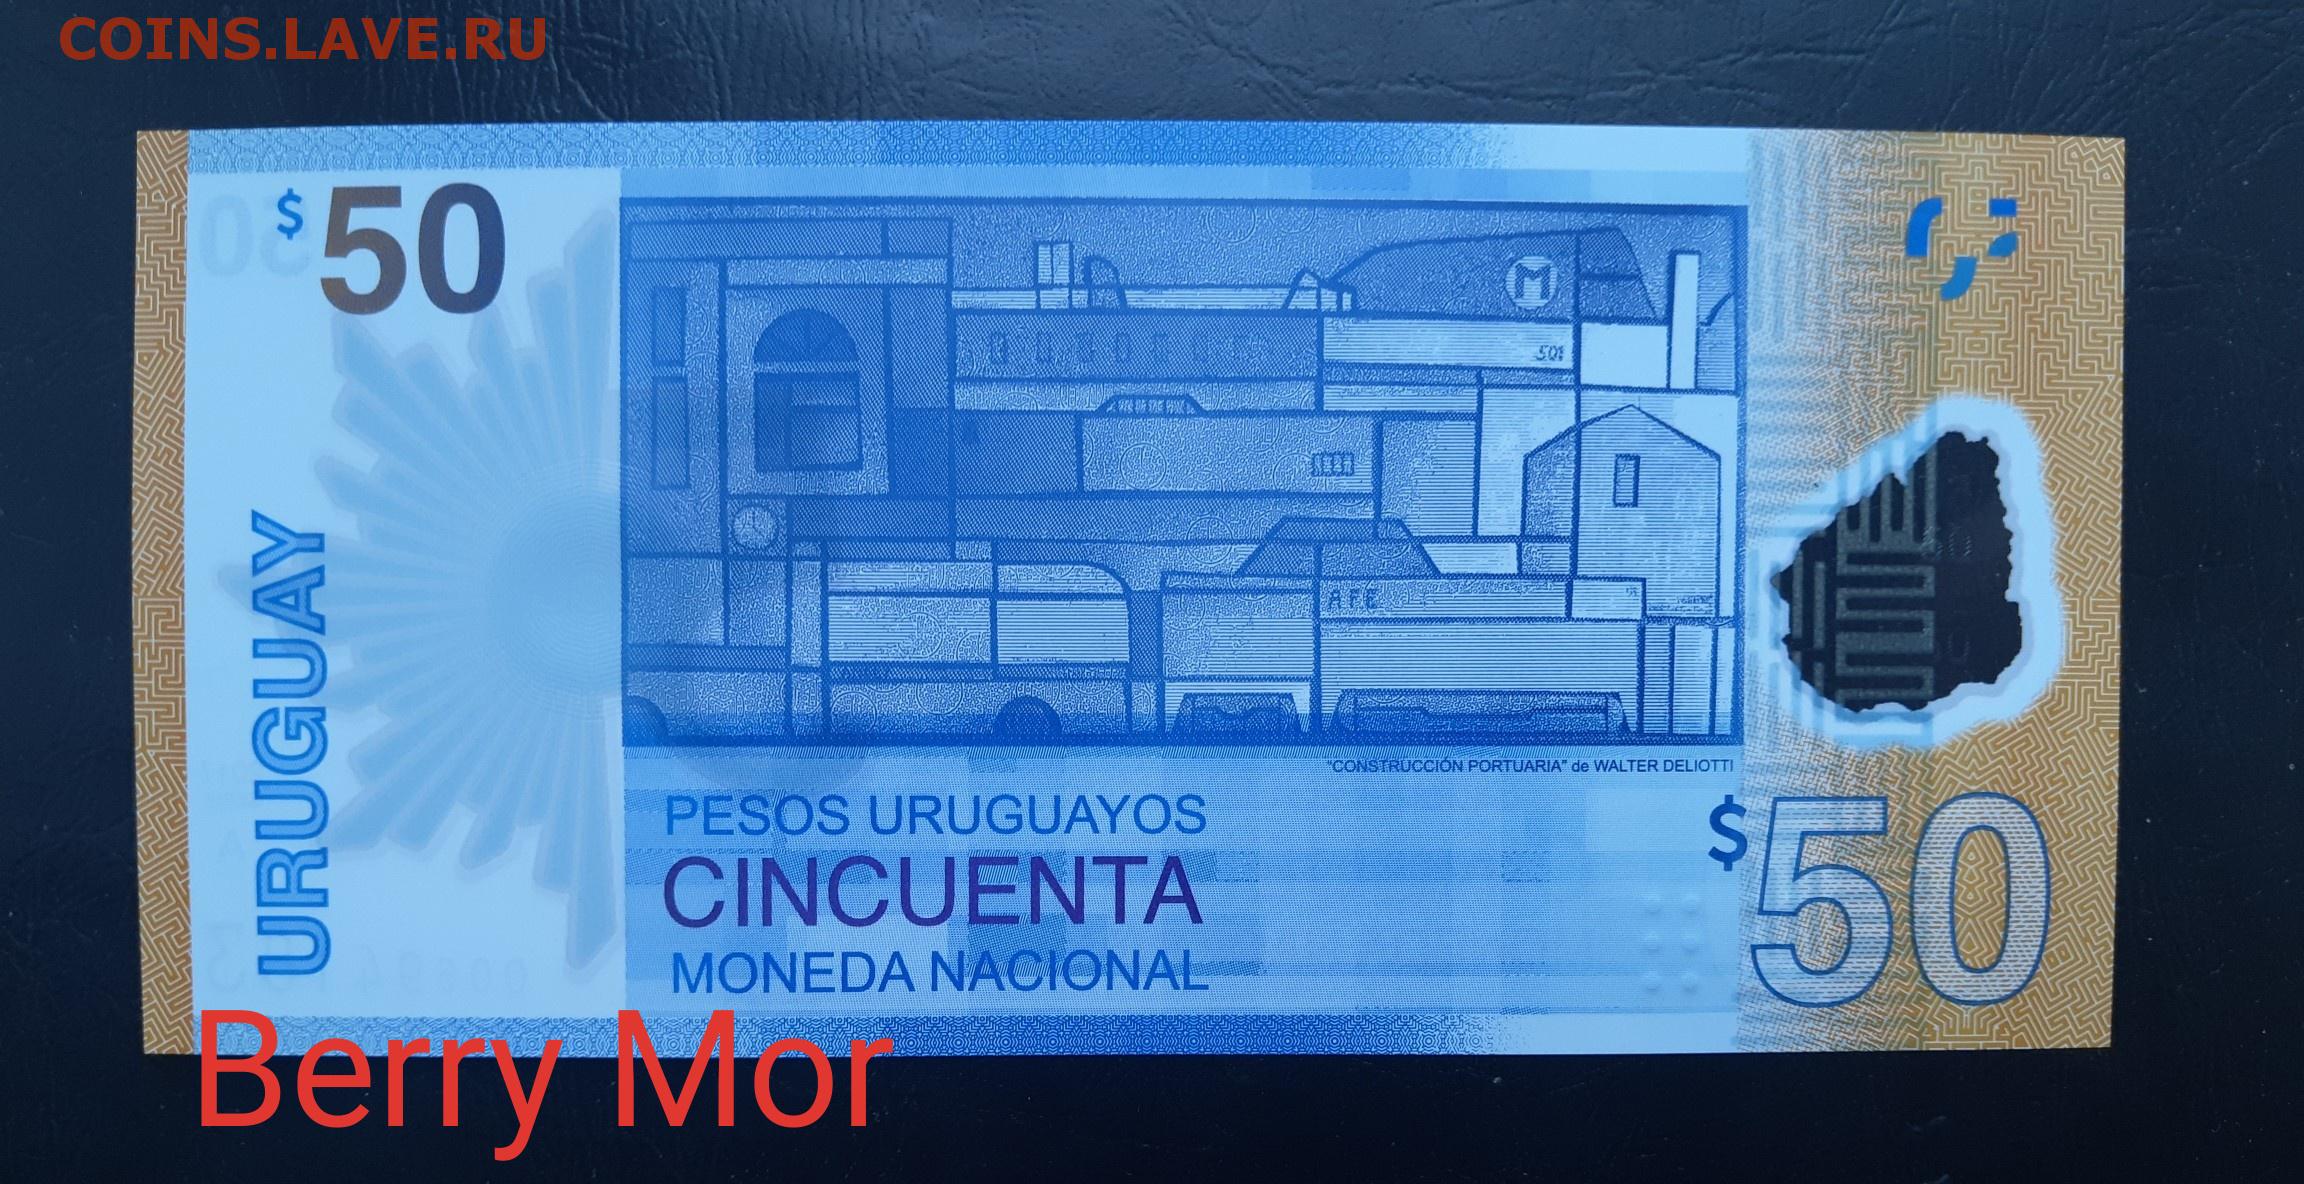 COINS.LAVE.RU
$50
URUGUAY
M
501
AFE
"CONSTRUCCIÓN PORTUARIA" de WALTER DELIOTTI
PESOS URUGUAYOS
CINCUENTA
MONEDA NACIONAL
$50
Berry Mor